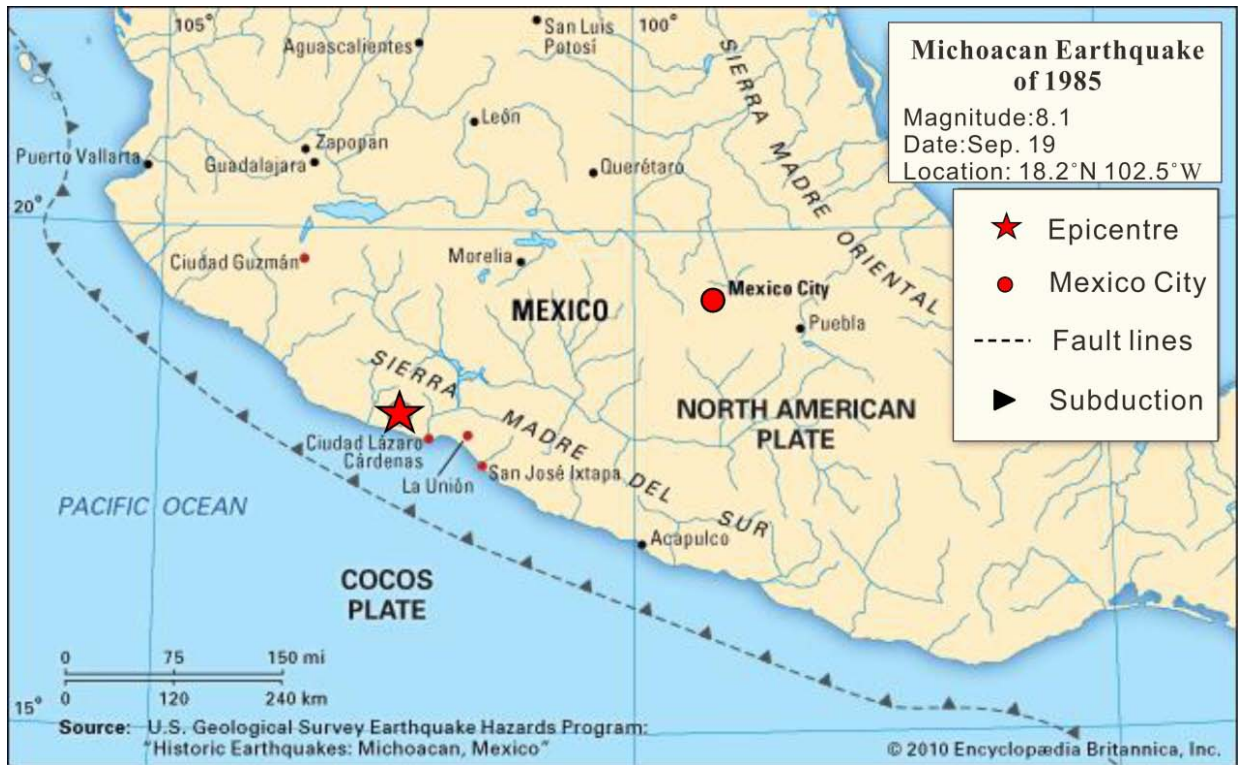 105°
100°
San Luis
Potosí
Aguascalientes
SIERRA MADRE ORIENTAL
Michoacan Earthquake
of 1985
Magnitude:8.1
Date:Sep. 19
Location: 18.2°N 102.5°W
León
Zapopan
Puerto Vallarta
Guadalajara
Querétaro
20°
Epicentre
Ciudad Guzmán
Morelia
Mexico City
Mexico City
MEXICO
Puebla
Fault lines
SIERRA MADRE DEL SUR
Subduction
NORTH AMERICAN
PLATE
Ciudad Lázaro
Cárdenas
La Unión
San José Ixtapa
PACIFIC OCEAN
Acapulco
COCOS
PLATE
0 75 150 mi
0 120 240 km
15°
Source: U.S. Geological Survey Earthquake Hazards Program:
"Historic Earthquakes: Michoacan, Mexico"
© 2010 Encyclopædia Britannica, Inc.